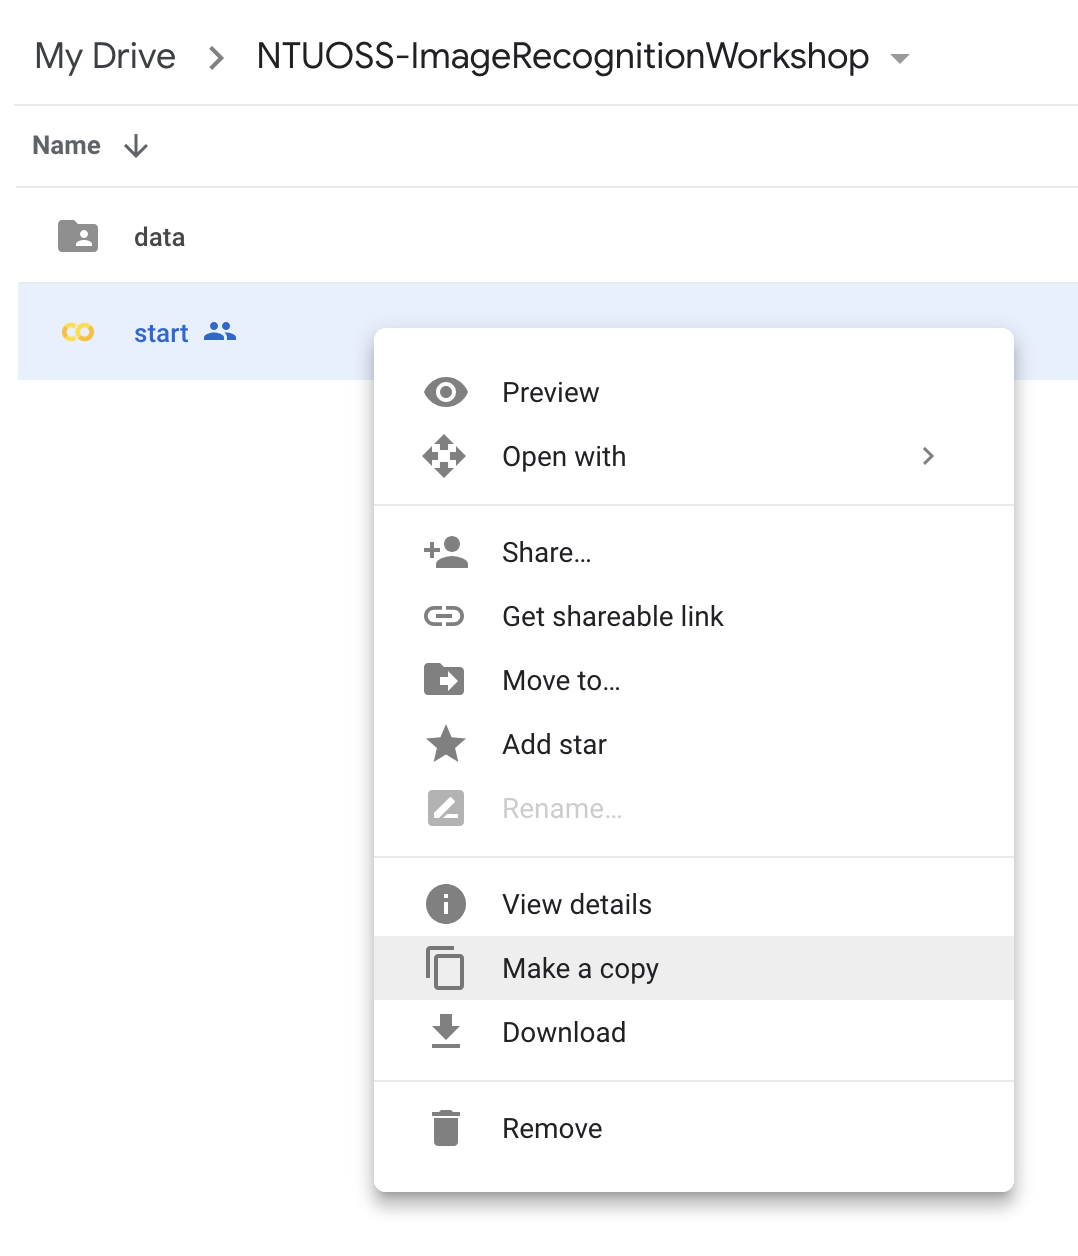 My Drive > NTUOSS-ImageRecognitionWorkshop
Name
data
start
Preview
Open with
Share...
Get shareable link
Move to...
Add star
Rename...
View details
Make a copy
Download
Remove